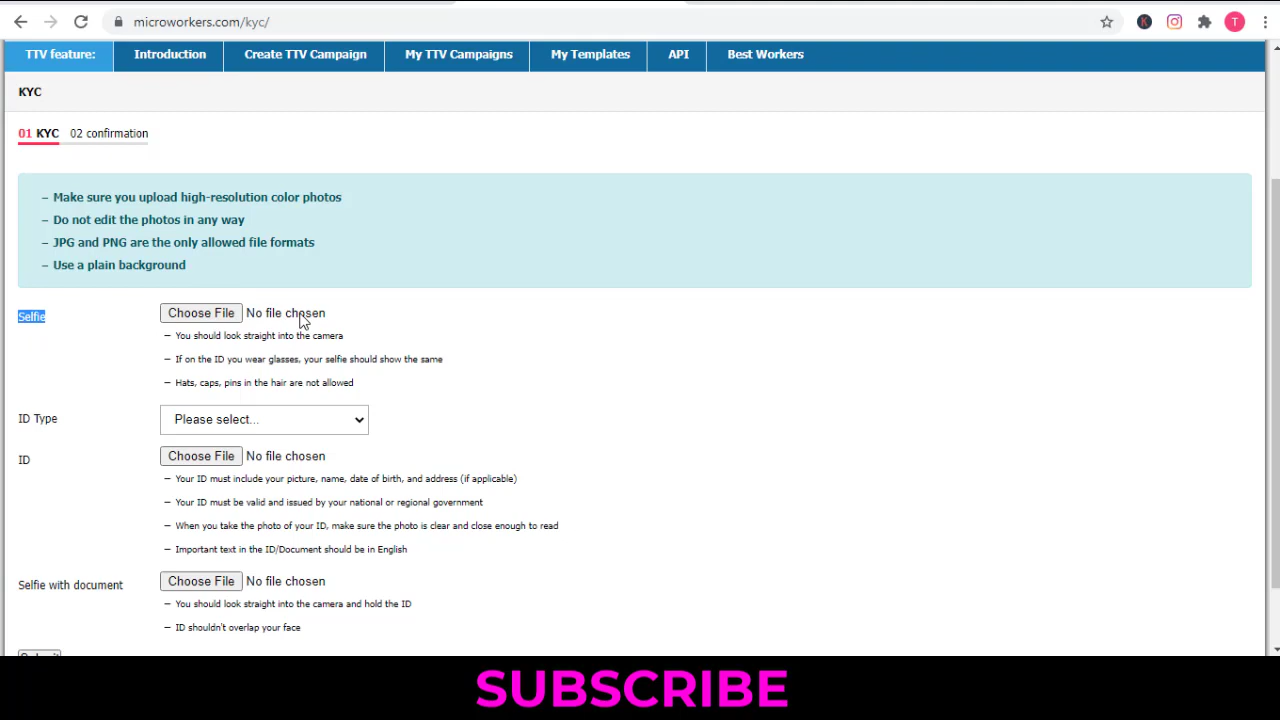 microworkers.com/kyc/
K
T
TTV feature: Introduction Create TTV Campaign My TTV Campaigns My Templates API Best Workers
KYC
01 KYC 02 confirmation
– Make sure you upload high-resolution color photos
– Do not edit the photos in any way
– JPG and PNG are the only allowed file formats
– Use a plain background
Selfie Choose File No file chosen
– You should look straight into the camera
– If on the ID you wear glasses, your selfie should show the same
– Hats, caps, pins in the hair are not allowed
ID Type Please select...
ID Choose File No file chosen
– Your ID must include your picture, name, date of birth, and address (if applicable)
– Your ID must be valid and issued by your national or regional government
– When you take the photo of your ID, make sure the photo is clear and close enough to read
– Important text in the ID/Document should be in English
Selfie with document Choose File No file chosen
– You should look straight into the camera and hold the ID
– ID shouldn't overlap your face
SUBSCRIBE